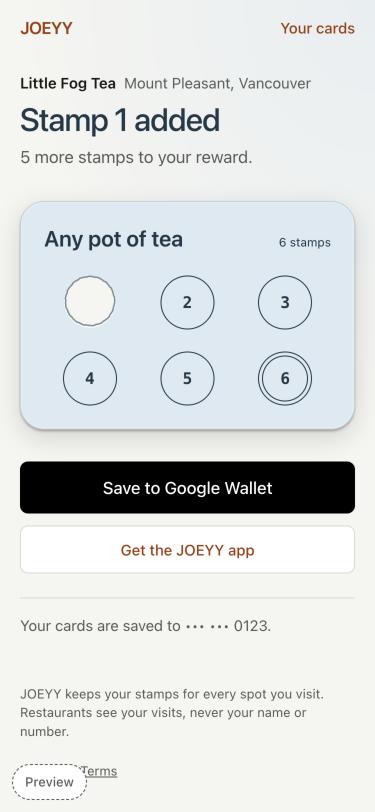 JOEYY
Your cards
Little Fog Tea Mount Pleasant, Vancouver
Stamp 1 added
5 more stamps to your reward.
Any pot of tea
6 stamps
2 3
4 5 6
Save to Google Wallet
Get the JOEYY app
Your cards are saved to ••• ••• 0123.
JOEYY keeps your stamps for every spot you visit.
Restaurants see your visits, never your name or
number.
Terms
Preview